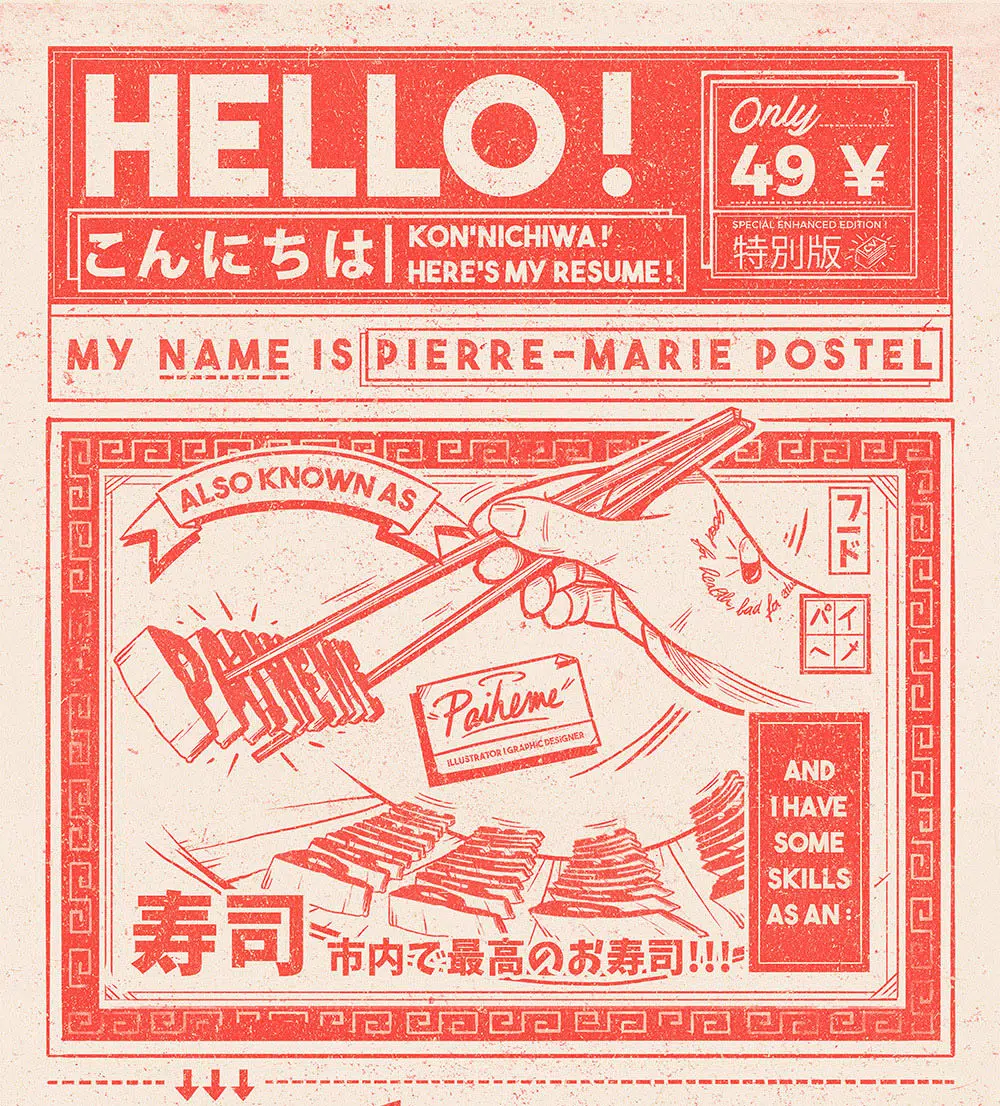 HELLO!
Only
49 ¥
SPECIAL ENHANCED EDITION!
特別版
こんにちは
KON'NICHIWA!
HERE'S MY RESUME!
MY NAME IS PIERRE-MARIE POSTEL
ALSO KNOWN AS
フード
パイ
ヘメ
PAIHEME
Paiheme
ILLUSTRATOR | GRAPHIC DESIGNER
AND
I HAVE
SOME
SKILLS
AS AN:
寿司
市内で最高のお寿司!!!